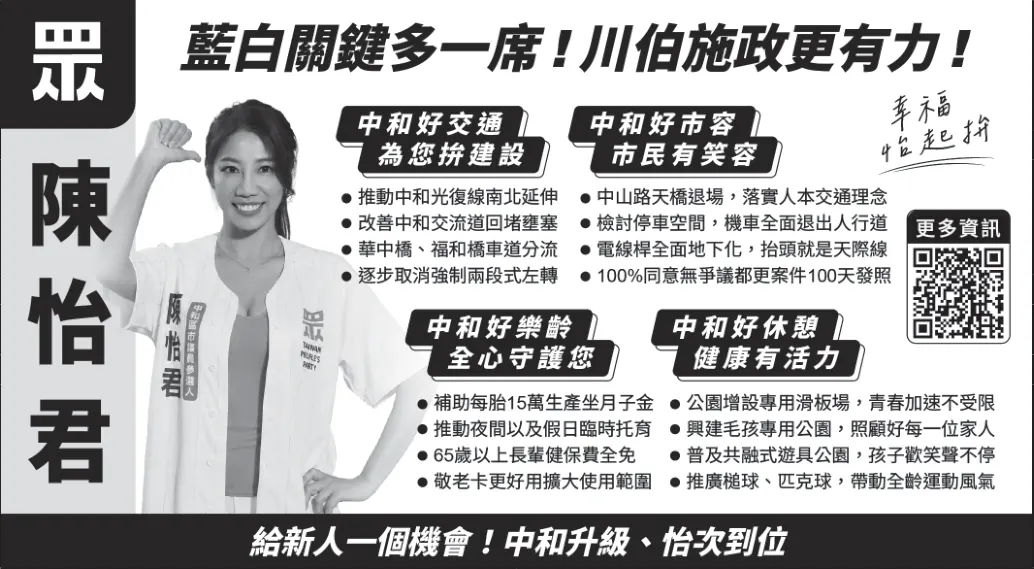 眾
陳怡君
藍白關鍵多一席！川伯施政更有力！
幸福
怡起拚
中和好交通
為您拚建設
● 推動中和光復線南北延伸
● 改善中和交流道回堵壅塞
● 華中橋、福和橋車道分流
● 逐步取消強制兩段式左轉
中和好市容
市民有笑容
● 中山路天橋退場，落實人本交通理念
● 檢討停車空間，機車全面退出人行道
● 電線桿全面地下化，抬頭就是天際線
● 100%同意無爭議都更案件100天發照
更多資訊
中和好樂齡
全心守護您
● 補助每胎15萬生產坐月子金
● 推動夜間以及假日臨時托育
● 65歲以上長輩健保費全免
● 敬老卡更好用擴大使用範圍
中和好休憩
健康有活力
● 公園增設專用滑板場，青春加速不受限
● 興建毛孩專用公園，照顧好每一位家人
● 普及共融式遊具公園，孩子歡笑聲不停
● 推廣槌球、匹克球，帶動全齡運動風氣
陳怡君
中和區市議員參選人
眾
TAIWAN
PEOPLE'S
PARTY
給新人一個機會！中和升級、怡次到位